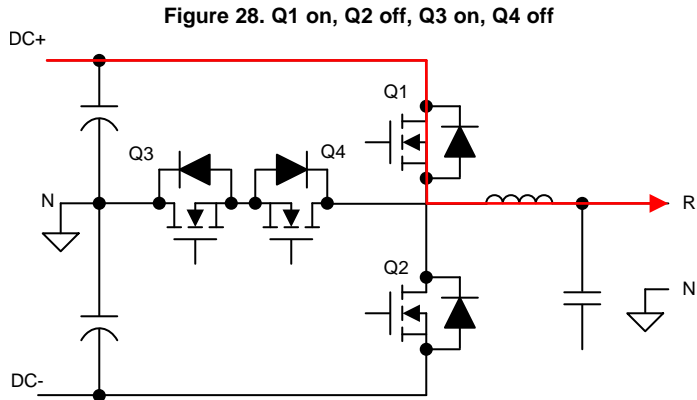 Figure 28. Q1 on, Q2 off, Q3 on, Q4 off
DC+
Q1
Q3
Q4
N
R
Q2
N
DC-